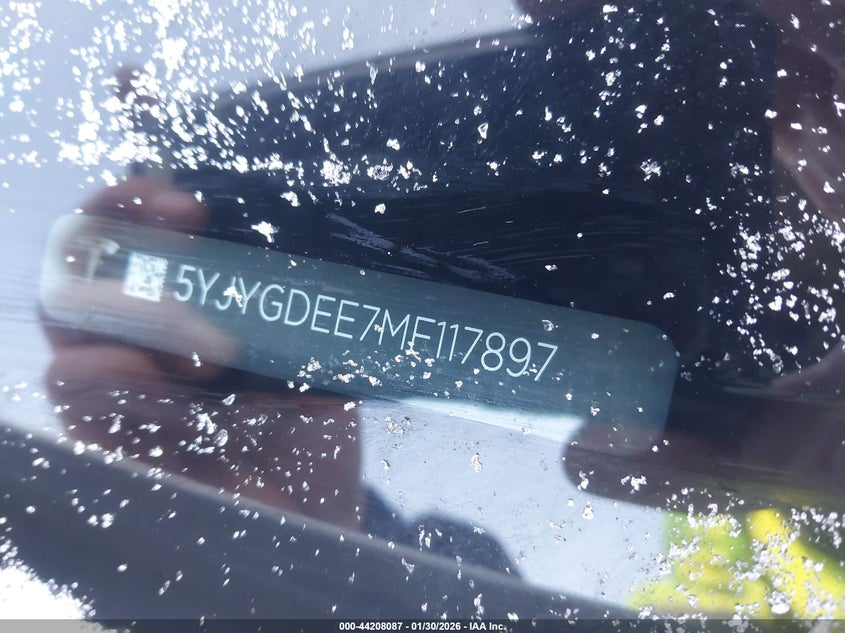 5YJYGDEE7MF117897
000-44208087 - 01/30/2026 - IAA Inc.